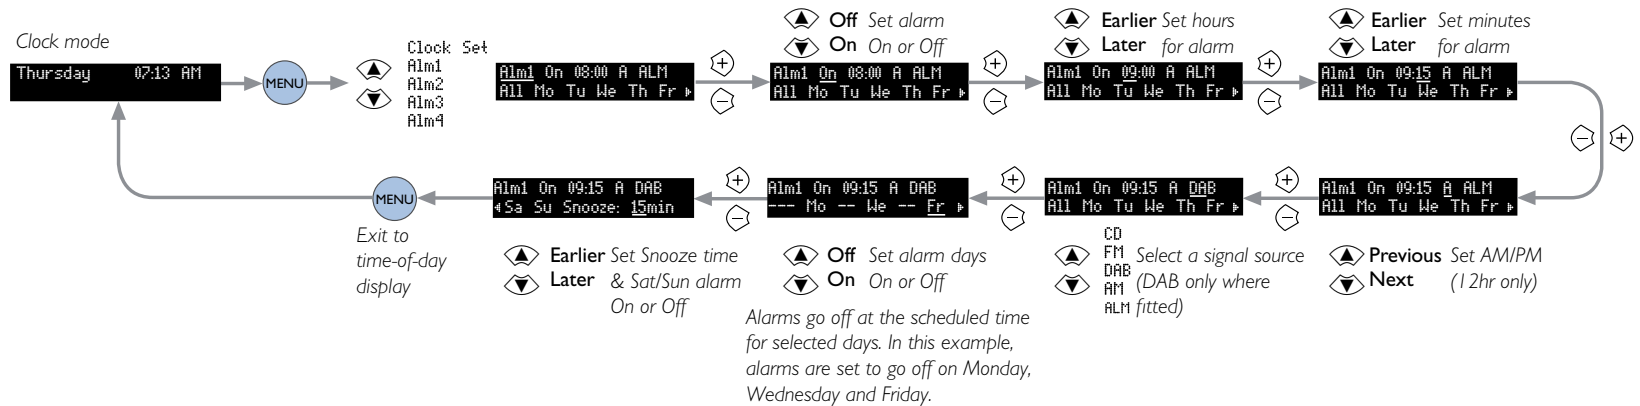 Clock mode
Thursday 07:13 AM
MENU
Clock Set
Alm1
Alm2
Alm3
Alm4
Alm1 On 08:00 A ALM
All Mo Tu We Th Fr
Off Set alarm
On On or Off
Alm1 On 08:00 A ALM
All Mo Tu We Th Fr
Earlier Set hours
Later for alarm
Alm1 On 09:00 A ALM
All Mo Tu We Th Fr
Earlier Set minutes
Later for alarm
Alm1 On 09:15 A ALM
All Mo Tu We Th Fr
Alm1 On 09:15 A ALM
All Mo Tu We Th Fr
Previous Set AM/PM
Next (12hr only)
Alm1 On 09:15 A DAB
All Mo Tu We Th Fr
CD
FM
DAB
AM
ALM
Select a signal source
(DAB only where
fitted)
Alm1 On 09:15 A DAB
--- Mo -- We -- Fr
Off Set alarm days
On On or Off
Alarms go off at the scheduled time
for selected days. In this example,
alarms are set to go off on Monday,
Wednesday and Friday.
Alm1 On 09:15 A DAB
Sa Su Snooze: 15min
Earlier Set Snooze time
Later & Sat/Sun alarm
On or Off
MENU
Exit to
time-of-day
display